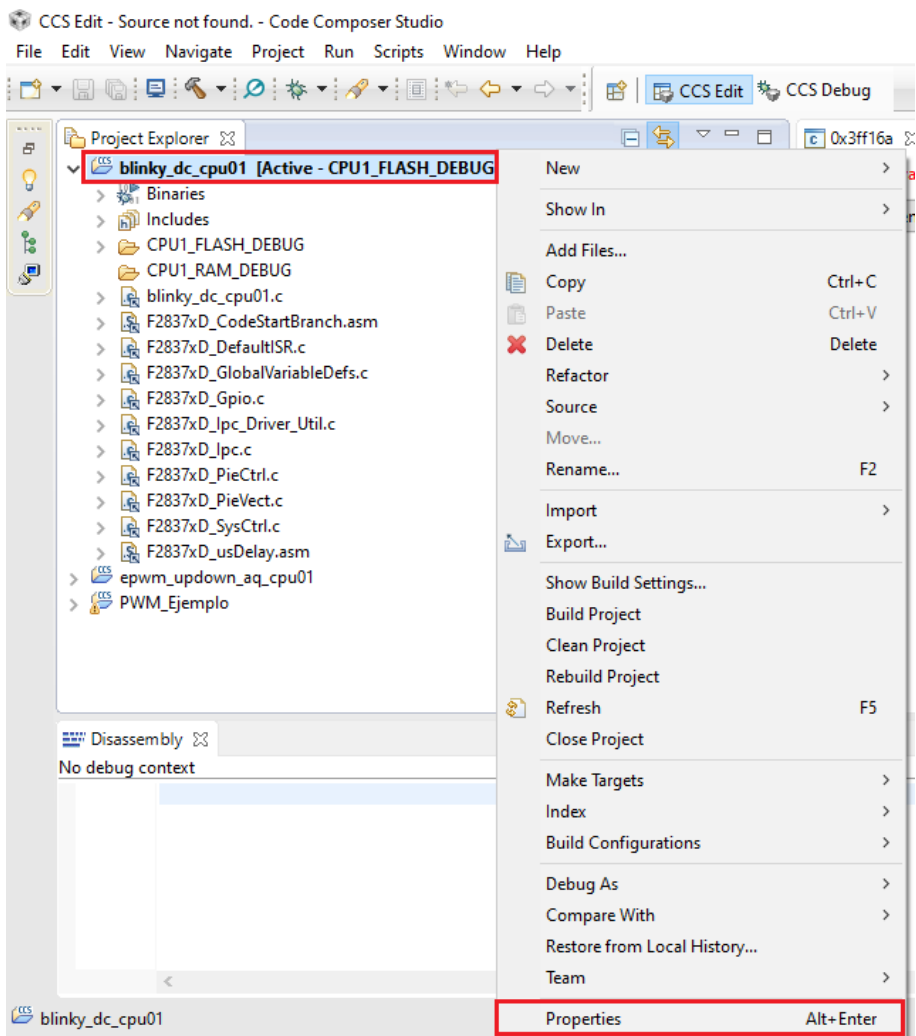 CCS Edit - Source not found. - Code Composer Studio
File Edit View Navigate Project Run Scripts Window Help
CCS Edit CCS Debug
Project Explorer
0x3ff16a
blinky_dc_cpu01 [Active - CPU1_FLASH_DEBUG
Binaries
Includes
CPU1_FLASH_DEBUG
CPU1_RAM_DEBUG
blinky_dc_cpu01.c
F2837xD_CodeStartBranch.asm
F2837xD_DefaultISR.c
F2837xD_GlobalVariableDefs.c
F2837xD_Gpio.c
F2837xD_Ipc_Driver_Util.c
F2837xD_Ipc.c
F2837xD_PieCtrl.c
F2837xD_PieVect.c
F2837xD_SysCtrl.c
F2837xD_usDelay.asm
epwm_updown_aq_cpu01
PWM_Ejemplo
Disassembly
No debug context
blinky_dc_cpu01
New
Show In
Add Files...
Copy Ctrl+C
Paste Ctrl+V
Delete Delete
Refactor
Source
Move...
Rename... F2
Import
Export...
Show Build Settings...
Build Project
Clean Project
Rebuild Project
Refresh F5
Close Project
Make Targets
Index
Build Configurations
Debug As
Compare With
Restore from Local History...
Team
Properties Alt+Enter